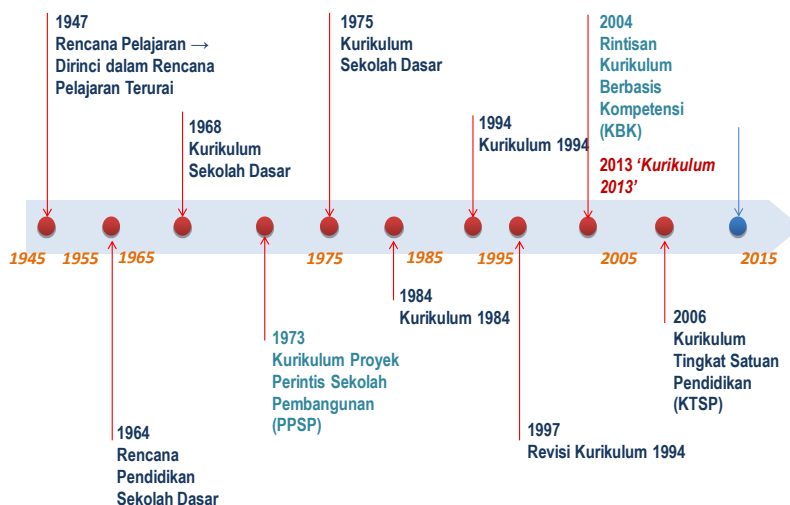 1947
Rencana Pelajaran →
Dirinci dalam Rencana
Pelajaran Terurai
1968
Kurikulum
Sekolah Dasar
1975
Kurikulum
Sekolah Dasar
1994
Kurikulum 1994
2004
Rintisan
Kurikulum
Berbasis
Kompetensi
(KBK)
2013 ‘Kurikulum
2013’
1945 1955 1965 1975 1985 1995 2005 2015
1964
Rencana
Pendidikan
Sekolah Dasar
1973
Kurikulum Proyek
Perintis Sekolah
Pembangunan
(PPSP)
1984
Kurikulum 1984
1997
Revisi Kurikulum 1994
2006
Kurikulum
Tingkat Satuan
Pendidikan
(KTSP)